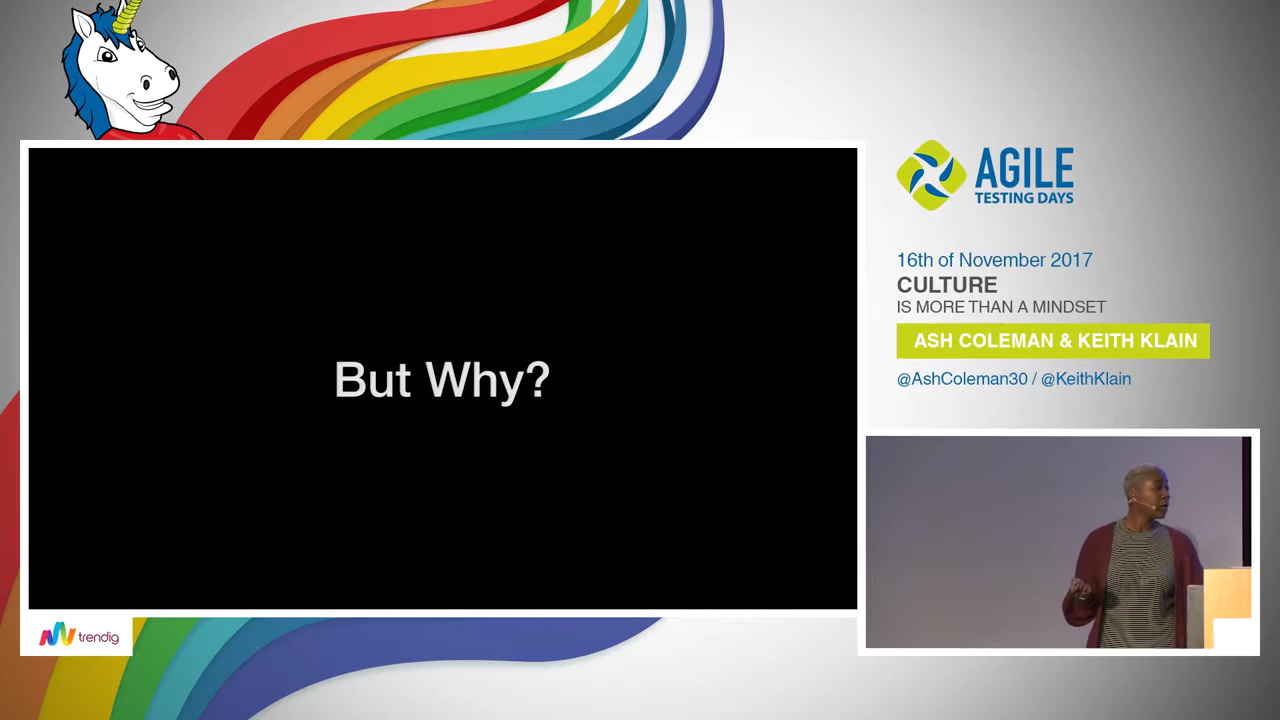 But Why?
trendig
AGILE
TESTING DAYS
16th of November 2017
CULTURE
IS MORE THAN A MINDSET
ASH COLEMAN & KEITH KLAIN
@AshColeman30 / @KeithKlain